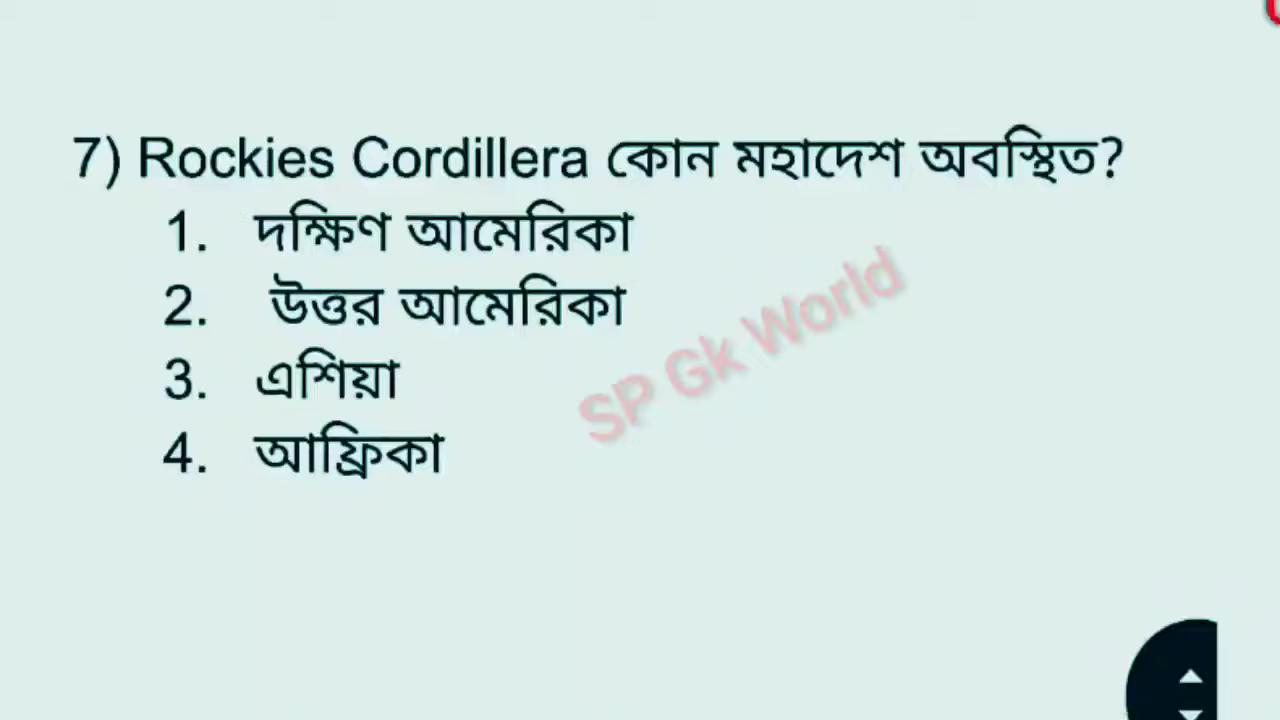 7) Rockies Cordillera কোন মহাদেশ অবস্থিত?
1. দক্ষিণ আমেরিকা
2. উত্তর আমেরিকা
3. এশিয়া
4. আফ্রিকা
SP Gk World